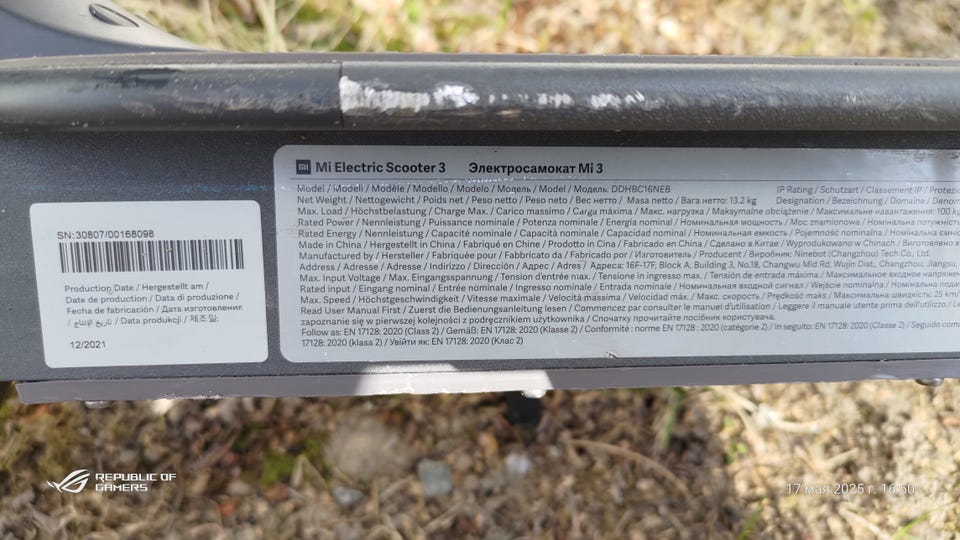 SN:30807/00168098
Production Date / Hergestellt am /
Date de production / Data di produzione /
Fecha de fabricación / Дата изготовления
/ تاريخ الإنتاج / Data produkcji / 제조일:
12/2021
mi Mi Electric Scooter 3 Электросамокат Mi 3
Model / Modell / Modèle / Modello / Modelo / Модель / Model / Модель: DDHBC16NEB IP Rating / Schutzart / Classement IP / Protezio
Net Weight / Nettogewicht / Poids net / Peso netto / Peso neto / Вес нетто / Masa netto / Вага нетто: 13.2 kg Designation / Bezeichnung / Domaine / Denom
Max. Load / Höchstbelastung / Charge Max. / Carico massimo / Carga máxima / Макс. нагрузка / Maksymalne obciążenie / Максимальне навантаження: 100 kg
Rated Power / Nennleistung / Puissance nominale / Potenza nominale / Energía nominal / Номинальная мощность / Moc znamionowa / Номінальна потужність
Rated Energy / Nennleistung / Capacité nominale / Capacità nominale / Capacidad nominal / Номинальная емкость / Pojemność nominalna / Номінальна ємніс
Made in China / Hergestellt in China / Fabriqué en Chine / Prodotto in Cina / Fabricado en China / Сделано в Китае / Wyprodukowano w Chinach / Виготовлено в
Manufactured by / Hersteller / Fabriqué par / Fabbricato da / Fabricado por / Изготовитель / Producent / Виробник: Ninebot (Changzhou) Tech Co., Ltd.
Address / Adresse / Adresse / Indirizzo / Dirección / Адрес / Adres / Адреса: 16F-17F, Block A, Building 3, No.18, Changwu Mid Rd, Wujin Dist., Changzhou, Jiangsu,
Max. Input Voltage / Max. Eingangsspannung / Tension d'entrée max. / Tensione in ingresso max. / Tensión de entrada máxima / Максимальное входное напряжен
Rated input / Eingang nominal / Entrée nominale / Ingresso nominale / Entrada nominal / Номинальный входной сигнал / Wejście nominalne / Номінальний вхід
Max. Speed / Höchstgeschwindigkeit / Vitesse maximale / Velocità massima / Velocidad máx. / Макс. скорость / Prędkość maks / Максимальна швидкість: 25 km/
Read User Manual First / Zuerst die Bedienungsanleitung lesen / Commencez par consulter le manuel d'utilisation / Leggere il manuale prima dell'utilizzo / Le
запознание się w pierwszej kolejności z podręcznikiem użytkownika / Спочатку прочитайте посібник користувача.
Follow as: EN 17128: 2020 (Class 2) / Gemäß: EN 17128: 2020 (Klasse 2) / Conformité : norme EN 17128: 2020 (catégorie 2) / In seguito: EN 17128: 2020 (Classe 2) / Seguido como
17128: 2020 (klasa 2) / Увійти як: EN 17128: 2020 (Клас 2)
REPUBLIC OF
GAMERS
17 мая 2025 г. 16:50